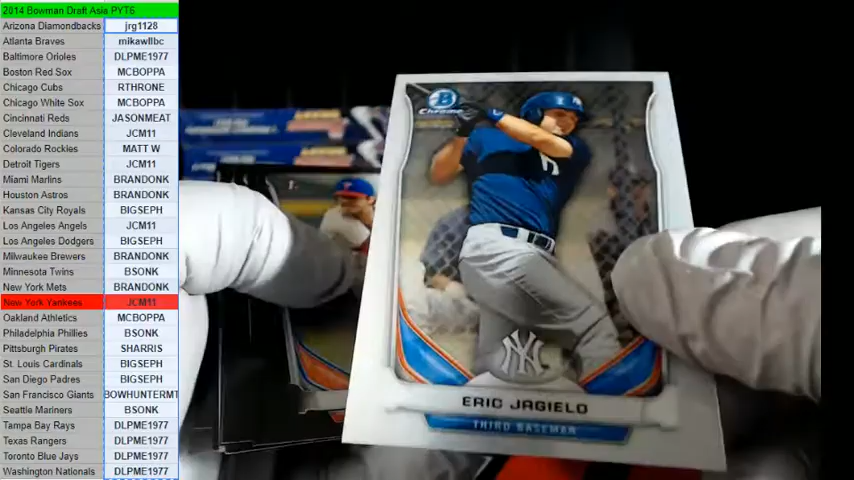 2014 Bowman Draft Asia PYT5
Arizona Diamondbacks jrg1128
Atlanta Braves mikawllbc
Baltimore Orioles DLPME1977
Boston Red Sox MCBOPPA
Chicago Cubs RTHRONE
Chicago White Sox MCBOPPA
Cincinnati Reds JASONMEAT
Cleveland Indians JCM11
Colorado Rockies MATT W
Detroit Tigers JCM11
Miami Marlins BRANDONK
Houston Astros BRANDONK
Kansas City Royals BIGSEPH
Los Angeles Angels JCM11
Los Angeles Dodgers BIGSEPH
Milwaukee Brewers BRANDONK
Minnesota Twins BSONK
New York Mets BRANDONK
New York Yankees JCM11
Oakland Athletics MCBOPPA
Philadelphia Phillies BSONK
Pittsburgh Pirates SHARRIS
St. Louis Cardinals BIGSEPH
San Diego Padres BIGSEPH
San Francisco Giants BOWHUNTERMT
Seattle Mariners BSONK
Tampa Bay Rays DLPME1977
Texas Rangers DLPME1977
Toronto Blue Jays DLPME1977
Washington Nationals DLPME1977
B
Chrome
NY
ERIC JAGIELO
THIRD BASEMAN